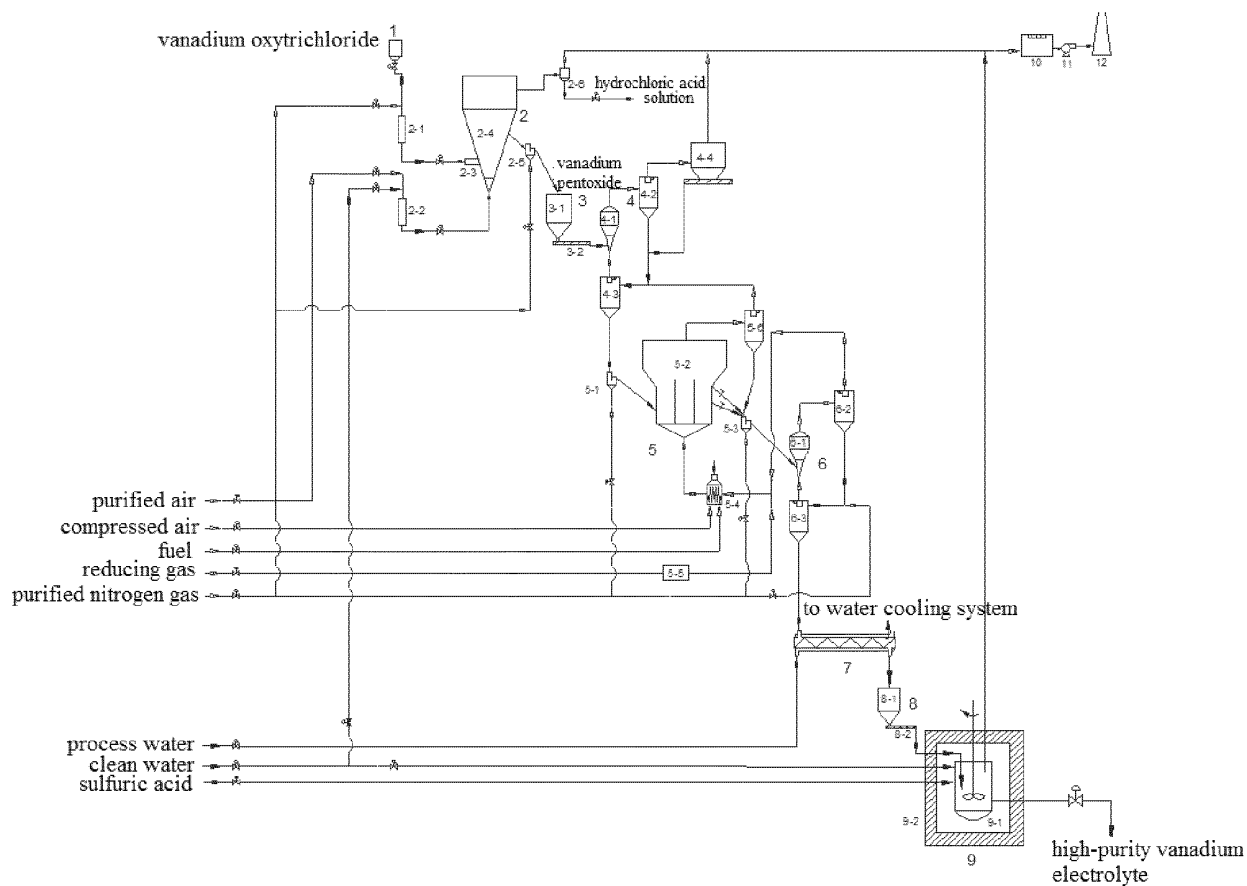 1
vanadium oxytrichloride
10
11
12
2-6
hydrochloric acid
solution
2
2-4
2-1
2-3
2-5
vanadium
pentoxide
4-4
4
4-2
2-2
3
3-1
4-1
3-2
4-3
5-2
5-1
5-3
6-2
6-1
6
5
purified air
5-4
6-3
compressed air
fuel
reducing gas
5-5
purified nitrogen gas
to water cooling system
7
8-1
8
8-2
process water
clean water
sulfuric acid
9-2
9-1
9
high-purity vanadium
electrolyte